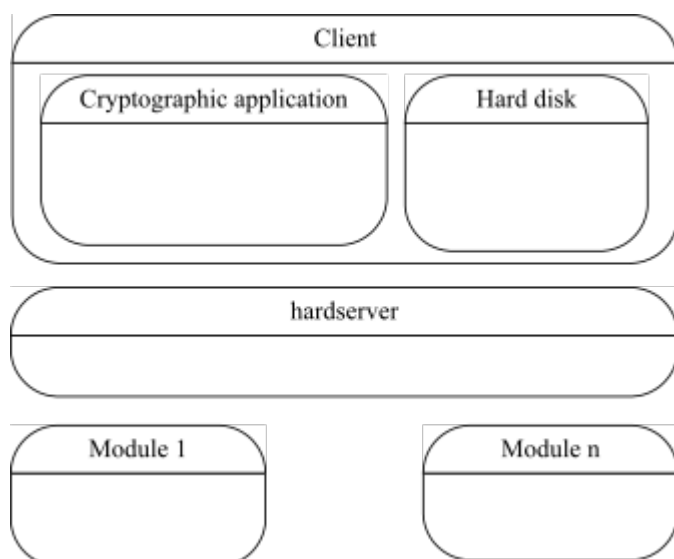 Client
Cryptographic application
Hard disk
hardserver
Module 1
Module n